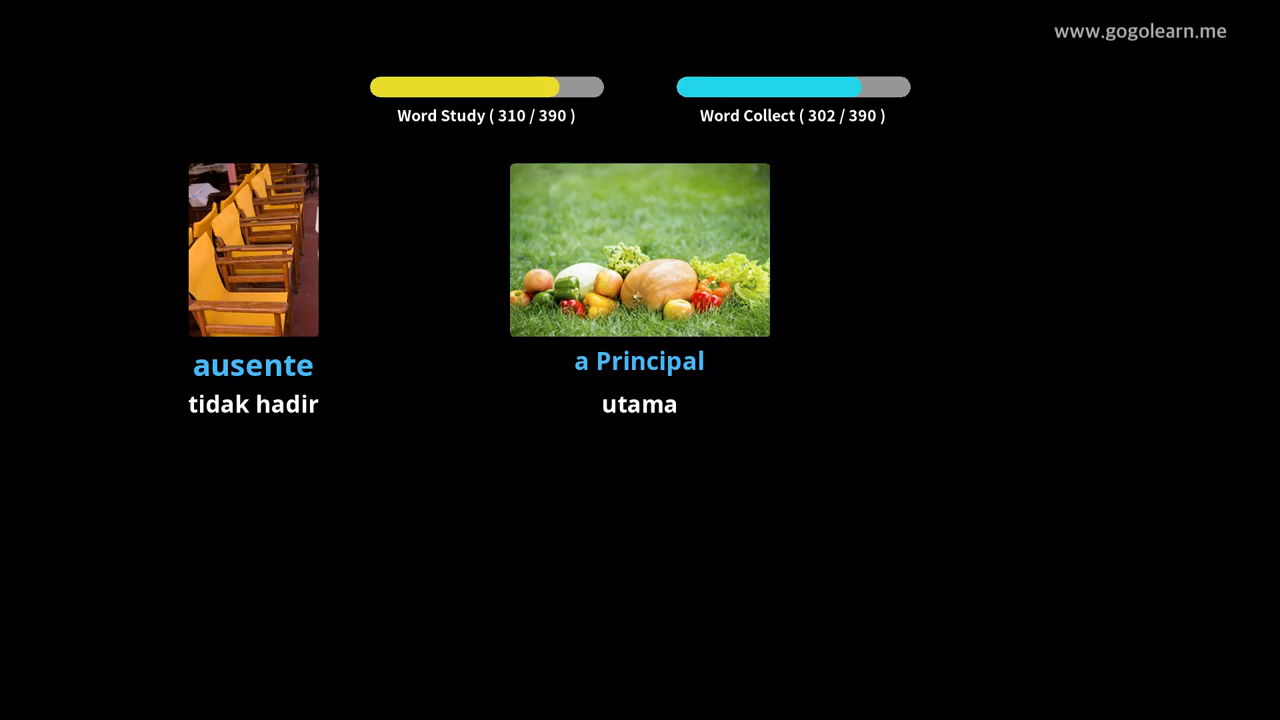 www.gogolearn.me
Word Study ( 310 / 390 )
Word Collect ( 302 / 390 )
ausente
tidak hadir
a Principal
utama